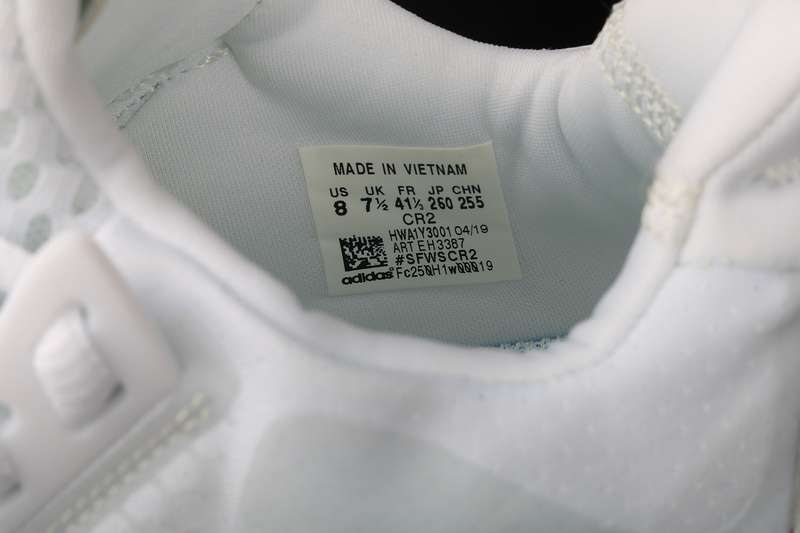 MADE IN VIETNAM
US UK FR JP CHN
8 7½ 41⅓ 260 255
CR2
HWA1Y3001 04/19
ART EH3387
#SFWSCR2
adidas® Fc250H1w00019